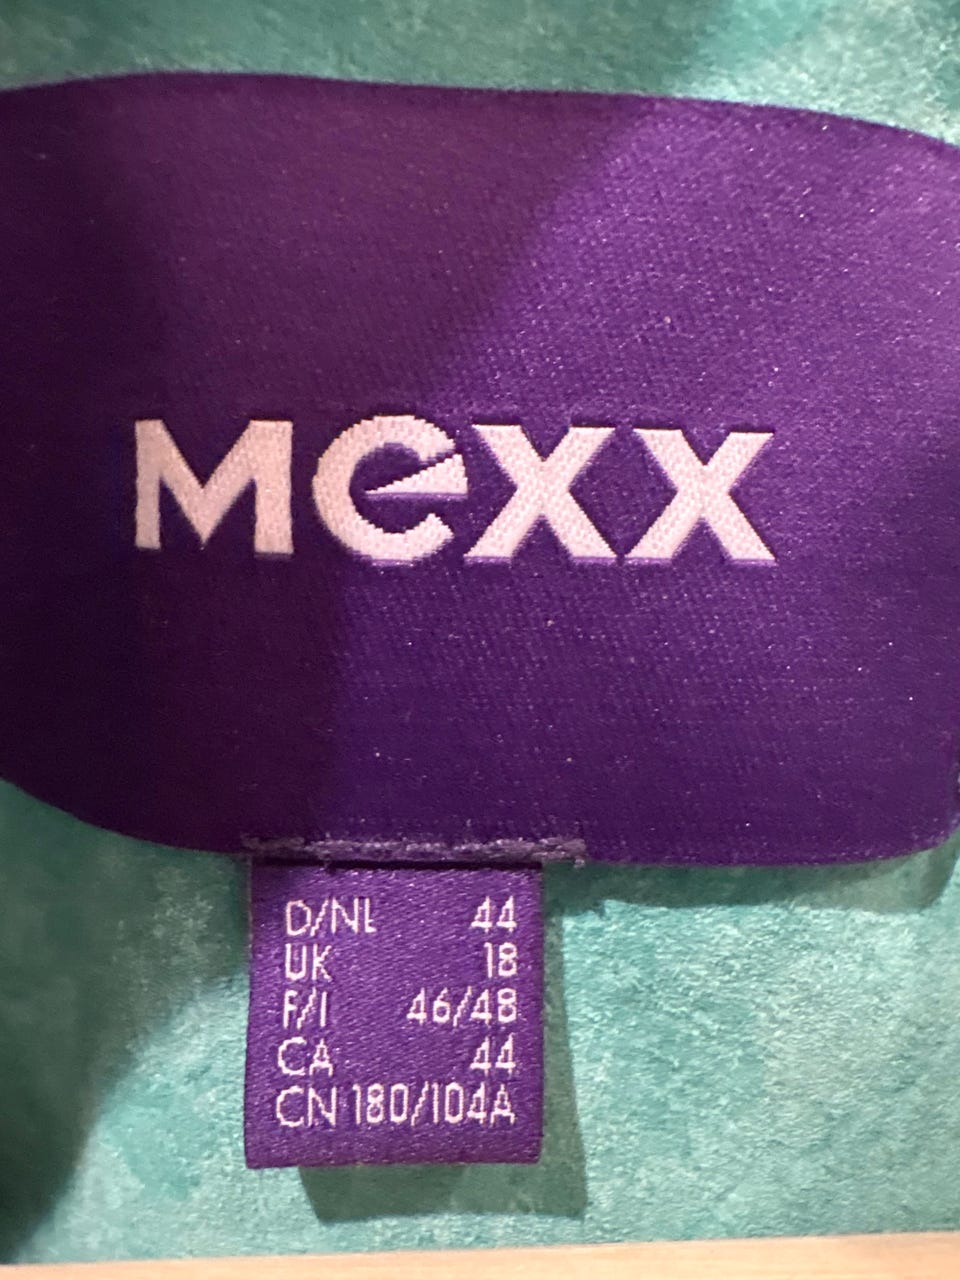 Mexx
D/NL 44
UK 18
F/I 46/48
CA 44
CN 180/104A